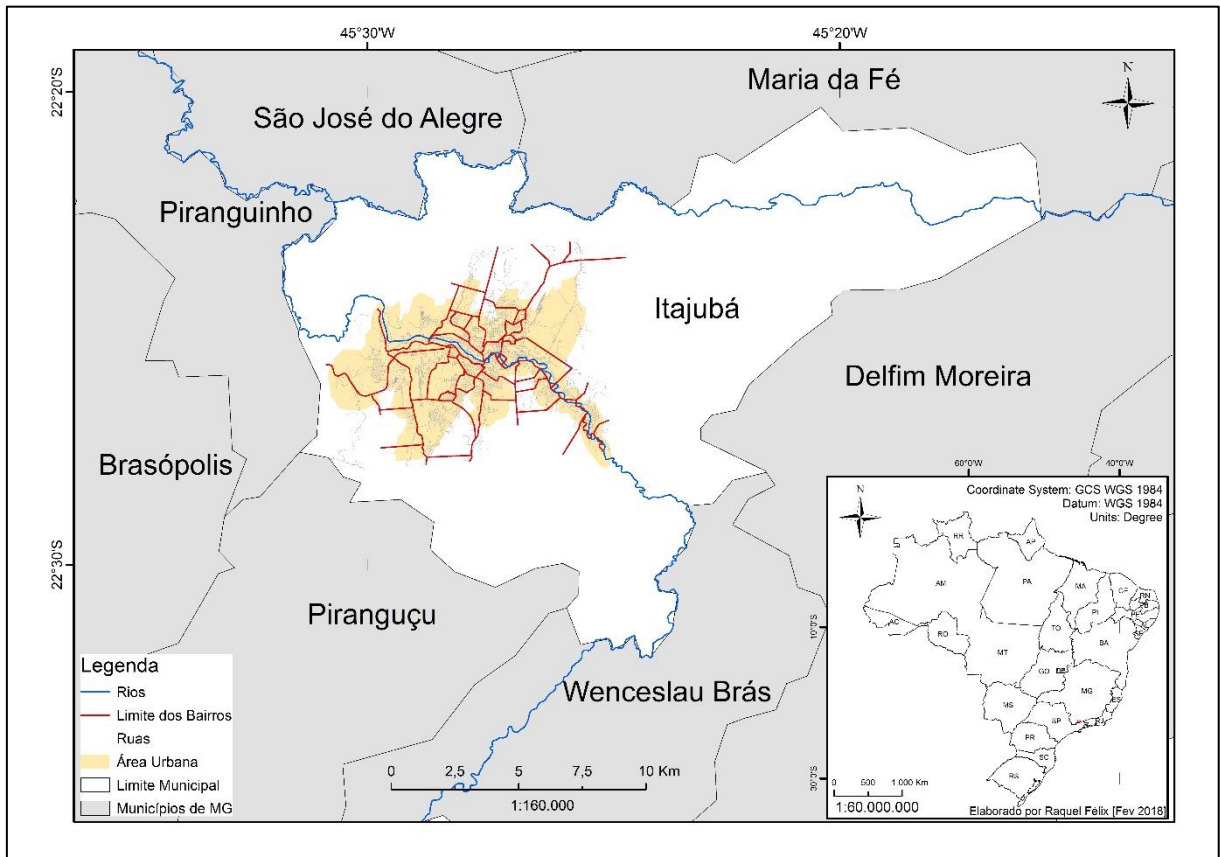 45°30'W
45°20'W
22°20'S
22°30'S
N
Maria da Fé
São José do Alegre
Piranguinho
Itajubá
Delfim Moreira
Brasópolis
Piranguçu
Wenceslau Brás
Legenda
Rios
Limite dos Bairros
Ruas
Área Urbana
Limite Municipal
Municípios de MG
0 2,5 5 10 Km
1:160.000
60°0'W
40°0'W
N
Coordinate System: GCS WGS 1984
Datum: WGS 1984
Units: Degree
RR
AP
AM
PA
MA
CE
RN
PI
AC
RO
TO
BA
MT
GO
DF
MG
ES
MS
SP
RJ
PR
SC
RS
10°0'S
30°0'S
0 500 1 000 Km
1:60.000.000
Elaborado por Raquel Félix [Fev 2018]